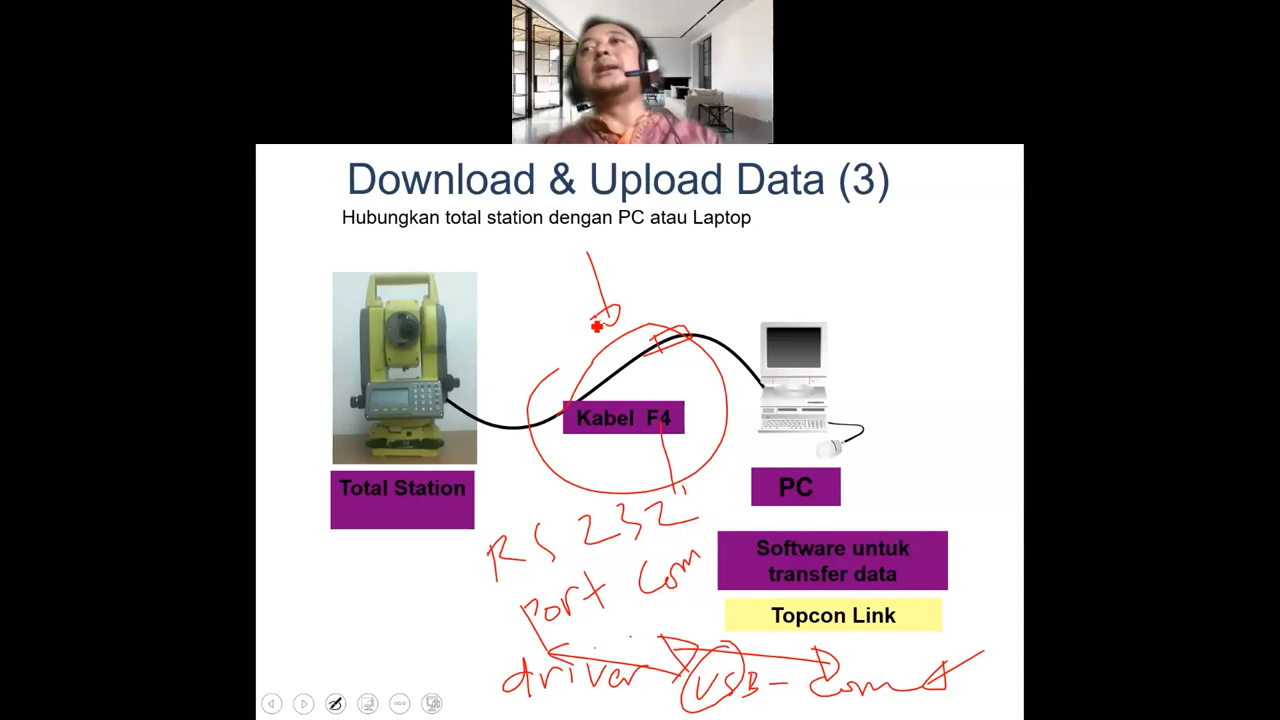 Download & Upload Data (3)
Hubungkan total station dengan PC atau Laptop
Kabel F4
Total Station
PC
RS 232
Software untuk
transfer data
Port Com
Topcon Link
driver USB - Com